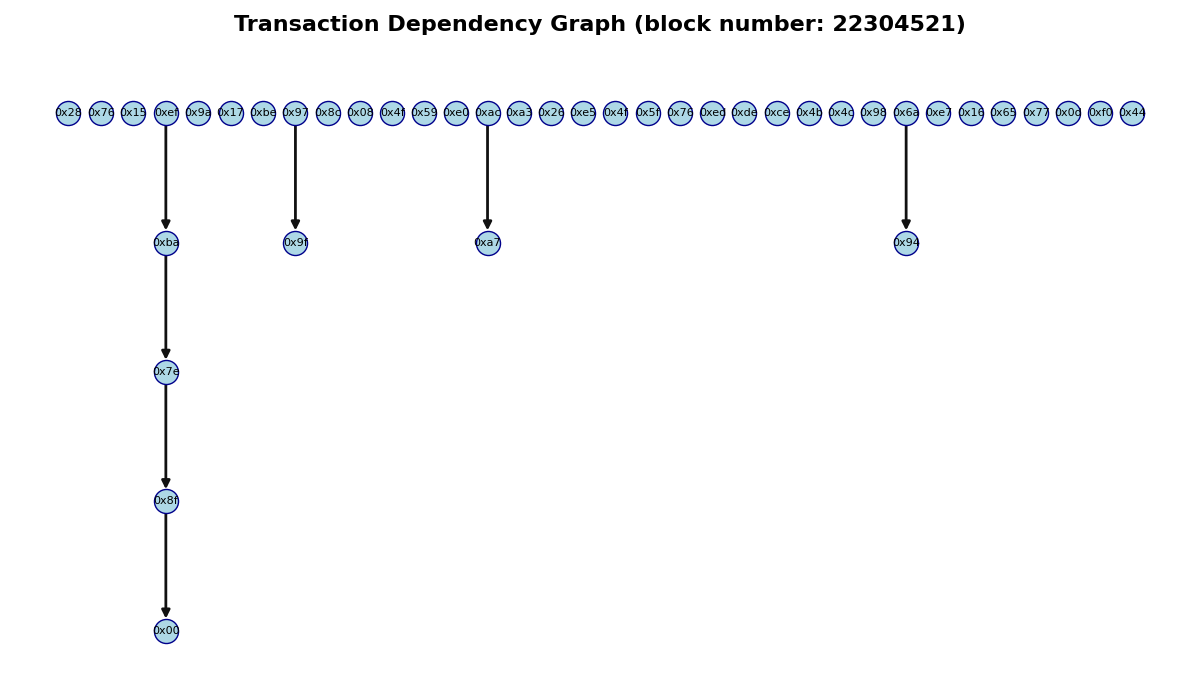 Transaction Dependency Graph (block number: 22304521)
0x28 0x76 0x15 0xef 0x9a 0x17 0xbe 0x97 0x8c 0x08 0x4f 0x59 0xe0 0xac 0xa3 0x26 0xe5 0x4f 0x5f 0x76 0xed 0xde 0xce 0x4b 0x4c 0x98 0x6a 0xe7 0x16 0x65 0x77 0x0d 0xf0 0x44
0xba 0x9f 0xa7 0x94
0x7e
0x8f
0x00